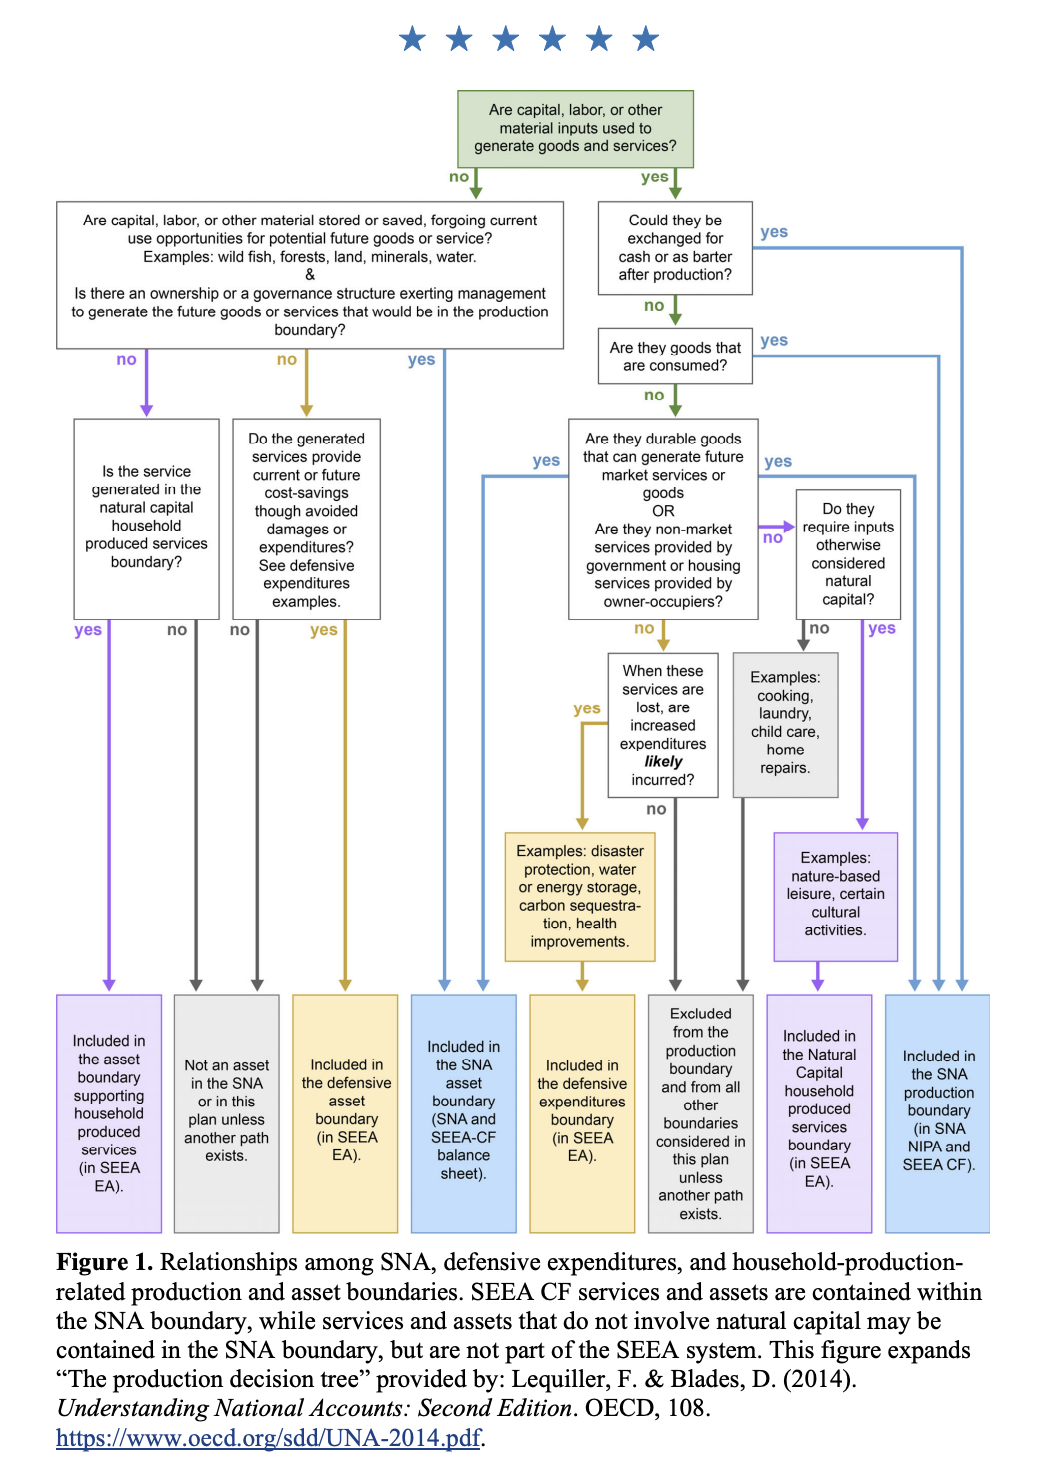 Are capital, labor, or other
material inputs used to
generate goods and services?
no
yes
Are capital, labor, or other material stored or saved, forgoing current
use opportunities for potential future goods or service?
Examples: wild fish, forests, land, minerals, water.
&
Is there an ownership or a governance structure exerting management
to generate the future goods or services that would be in the production
boundary?
Could they be
exchanged for
cash or as barter
after production?
yes
no
Are they goods that
are consumed?
yes
no
no
no
yes
Is the service
generated in the
natural capital
household
produced services
boundary?
Do the generated
services provide
current or future
cost-savings
though avoided
damages or
expenditures?
See defensive
expenditures
examples.
Are they durable goods
that can generate future
market services or
goods
OR
Are they non-market
services provided by
government or housing
services provided by
owner-occupiers?
yes
yes
no
Do they
require inputs
otherwise
considered
natural
capital?
yes
no
no
yes
no
no
yes
When these
services are
lost, are
increased
expenditures
likely
incurred?
yes
no
Examples:
cooking,
laundry,
child care,
home
repairs.
Examples: disaster
protection, water
or energy storage,
carbon sequestra-
tion, health
improvements.
Examples:
nature-based
leisure, certain
cultural
activities.
Included in
the asset
boundary
supporting
household
produced
services
(in SEEA
EA).
Not an asset
in the SNA
or in this
plan unless
another path
exists.
Included in
the defensive
asset
boundary
(in SEEA
EA).
Included in
the SNA
asset
boundary
(SNA and
SEEA-CF
balance
sheet).
Included in
the defensive
expenditures
boundary
(in SEEA
EA).
Excluded
from the
production
boundary
and from all
other
boundaries
considered in
this plan
unless
another path
exists.
Included in
the Natural
Capital
household
produced
services
boundary
(in SEEA
EA).
Included in
the SNA
production
boundary
(in SNA
NIPA and
SEEA CF).
Figure 1. Relationships among SNA, defensive expenditures, and household-production-
related production and asset boundaries. SEEA CF services and assets are contained within
the SNA boundary, while services and assets that do not involve natural capital may be
contained in the SNA boundary, but are not part of the SEEA system. This figure expands
“The production decision tree” provided by: Lequiller, F. & Blades, D. (2014).
Understanding National Accounts: Second Edition. OECD, 108.
https://www.oecd.org/sdd/UNA-2014.pdf.